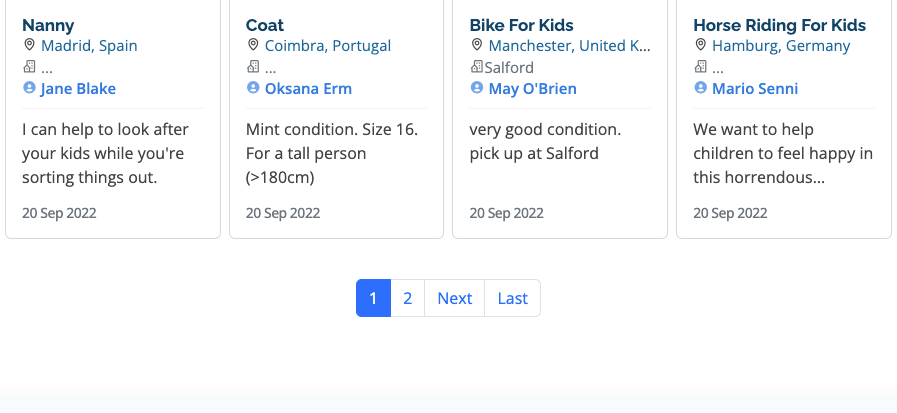 Nanny
Madrid, Spain
...
Jane Blake
I can help to look after
your kids while you're
sorting things out.
20 Sep 2022
Coat
Coimbra, Portugal
...
Oksana Erm
Mint condition. Size 16.
For a tall person
(>180cm)
20 Sep 2022
Bike For Kids
Manchester, United K...
Salford
May O'Brien
very good condition.
pick up at Salford
20 Sep 2022
Horse Riding For Kids
Hamburg, Germany
...
Mario Senni
We want to help
children to feel happy in
this horrendous...
20 Sep 2022
1 2 Next Last